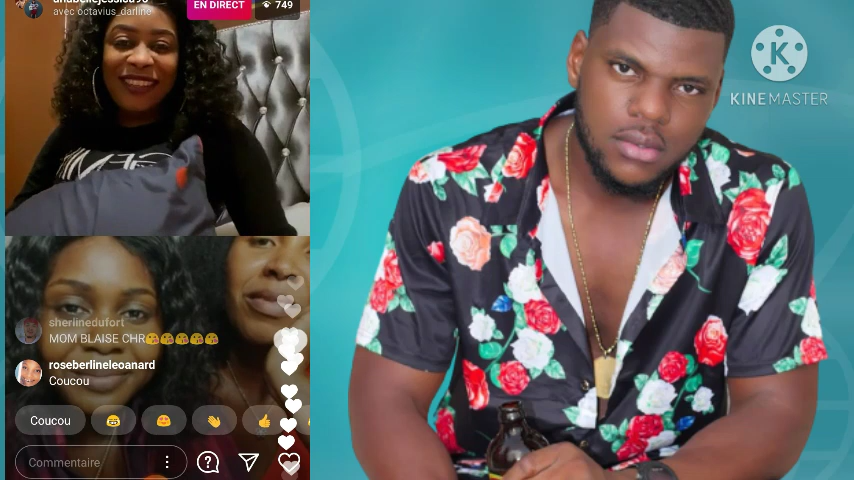 avec octavius_darline
EN DIRECT
749
sherlinedufort
MOM BLAISE CHR😘😘😘😘😘
roseberlineleoanard
Coucou
Coucou
Commentaire
K
KINEMASTER